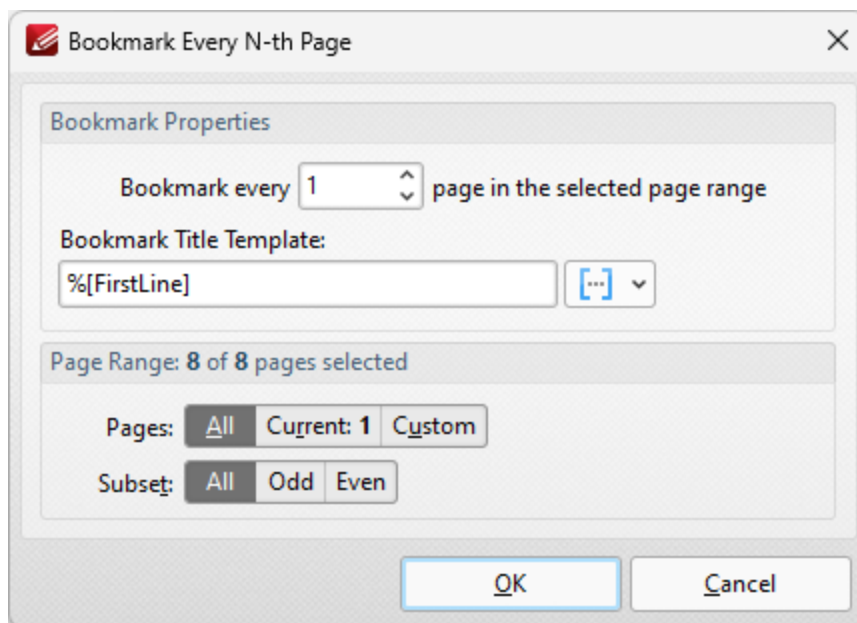 Bookmark Every N-th Page
Bookmark Properties
Bookmark every 1 page in the selected page range
Bookmark Title Template:
%[FirstLine]
Page Range: 8 of 8 pages selected
Pages: All Current: 1 Custom
Subset: All Odd Even
OK Cancel